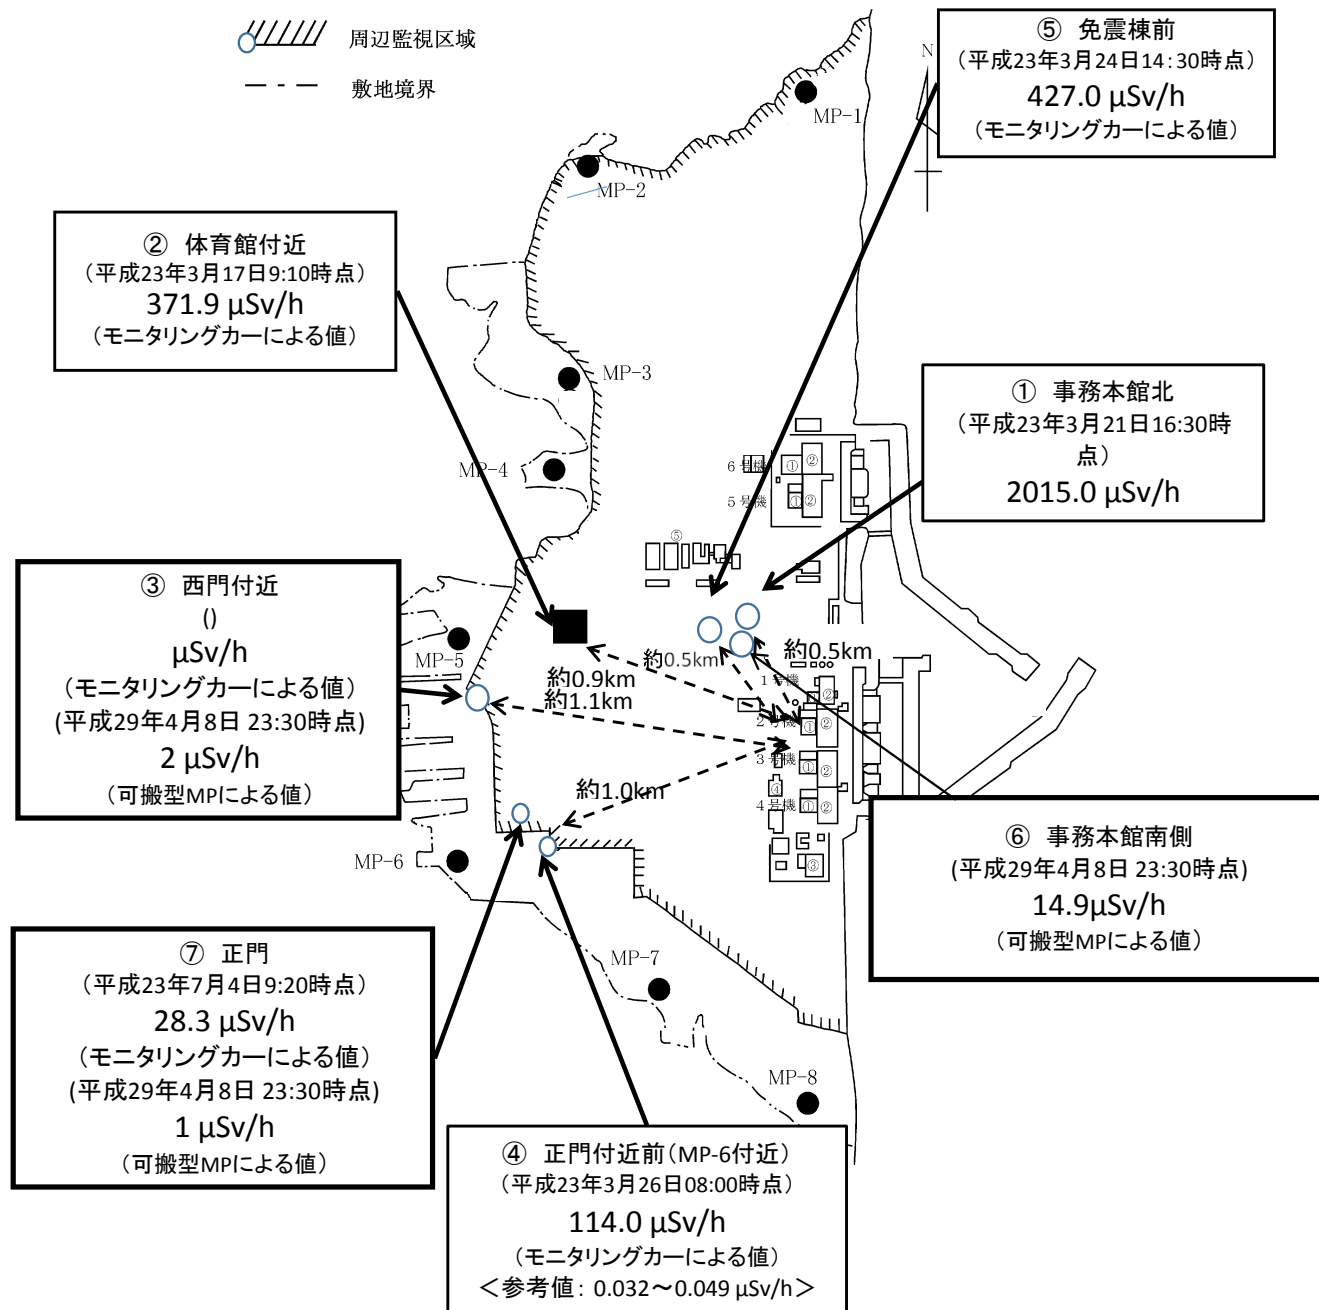 周辺監視区域
敷地境界
⑤ 免震棟前
（平成23年3月24日14：30時点）
427.0 μSv/h
（モニタリングカーによる値）
N
MP-1
MP-2
② 体育館付近
（平成23年3月17日9:10時点）
371.9 μSv/h
（モニタリングカーによる値）
MP-3
① 事務本館北
（平成23年3月21日16:30時
点）
2015.0 μSv/h
MP-4
6号機
①
②
5号機
①
②
⑤
③ 西門付近
()
μSv/h
（モニタリングカーによる値）
(平成29年4月8日 23:30時点)
2 μSv/h
（可搬型MPによる値）
MP-5
約0.5km
約0.5km
約0.9km
約1.1km
約1.0km
1号機
②
2号機
①
②
3号機
①
②
④
4号機
①
②
③
MP-6
⑥ 事務本館南側
(平成29年4月8日 23:30時点)
14.9μSv/h
（可搬型MPによる値）
⑦ 正門
（平成23年7月4日9:20時点）
28.3 μSv/h
（モニタリングカーによる値）
(平成29年4月8日 23:30時点)
1 μSv/h
（可搬型MPによる値）
MP-7
MP-8
④ 正門付近前（MP-6付近）
（平成23年3月26日08:00時点）
114.0 μSv/h
（モニタリングカーによる値）
＜参考値：0.032～0.049 μSv/h＞